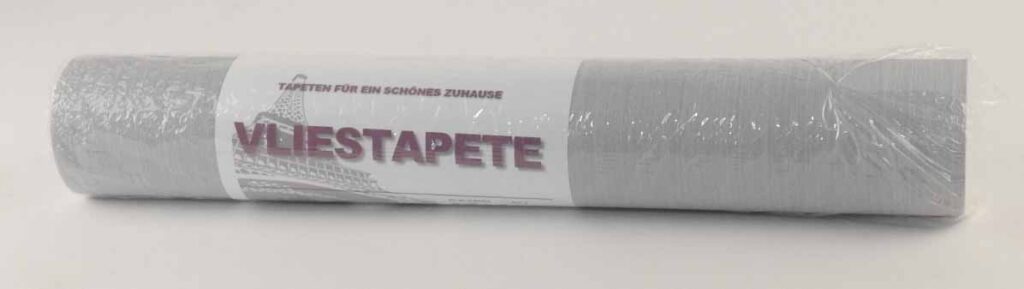 TAPETEN FÜR EIN SCHÖNES ZUHAUSE
VLIESTAPETE